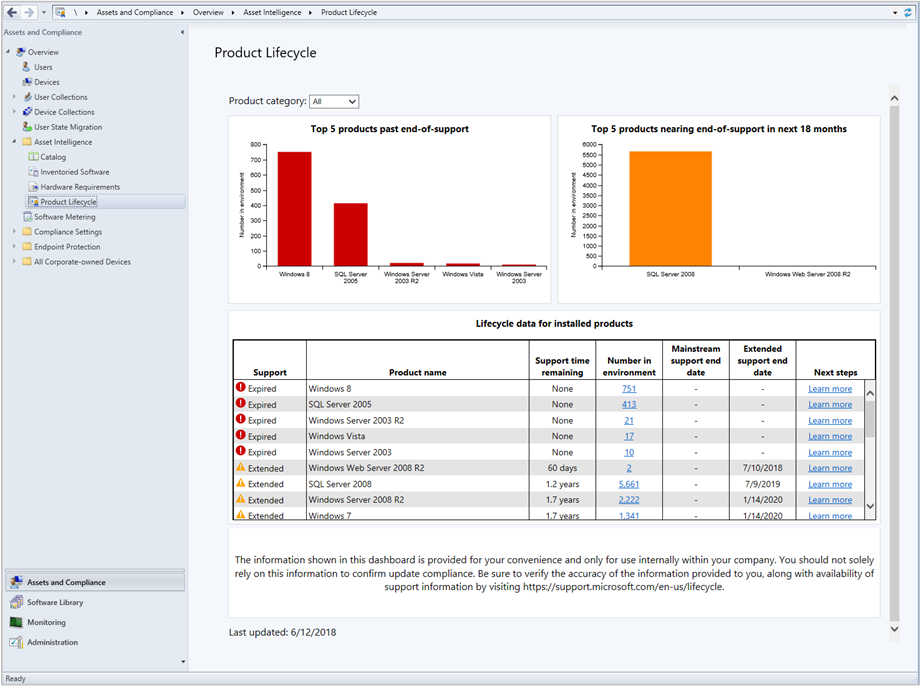 \ Assets and Compliance Overview Asset Intelligence Product Lifecycle
Assets and Compliance
Overview
Users
Devices
User Collections
Device Collections
User State Migration
Asset Intelligence
Catalog
Inventoried Software
Hardware Requirements
Product Lifecycle
Software Metering
Compliance Settings
Endpoint Protection
All Corporate-owned Devices
Assets and Compliance
Software Library
Monitoring
Administration
Product Lifecycle
Product category: All
Top 5 products past end-of-support
Number in environment
800
700
600
500
400
300
200
100
0
Windows 8
SQL Server
2005
Windows Server
2003 R2
Windows Vista
Windows Server
2003
Top 5 products nearing end-of-support in next 18 months
Number in environment
6000
5500
5000
4500
4000
3500
3000
2500
2000
1500
1000
500
0
SQL Server 2008
Windows Web Server 2008 R2
Lifecycle data for installed products
Support
Product name
Support time
remaining
Number in
environment
Mainstream
support end
date
Extended
support end
date
Next steps
Expired Windows 8 None 751 - - Learn more
Expired SQL Server 2005 None 413 - - Learn more
Expired Windows Server 2003 R2 None 21 - - Learn more
Expired Windows Vista None 17 - - Learn more
Expired Windows Server 2003 None 10 - - Learn more
Extended Windows Web Server 2008 R2 60 days 2 - 7/10/2018 Learn more
Extended SQL Server 2008 1.2 years 5,661 - 7/9/2019 Learn more
Extended Windows Server 2008 R2 1.7 years 2,222 - 1/14/2020 Learn more
Extended Windows 7 1.7 years 1,341 - 1/14/2020 Learn more
The information shown in this dashboard is provided for your convenience and only for use internally within your company. You should not solely
rely on this information to confirm update compliance. Be sure to verify the accuracy of the information provided to you, along with availability of
support information by visiting https://support.microsoft.com/en-us/lifecycle.
Last updated: 6/12/2018
Ready